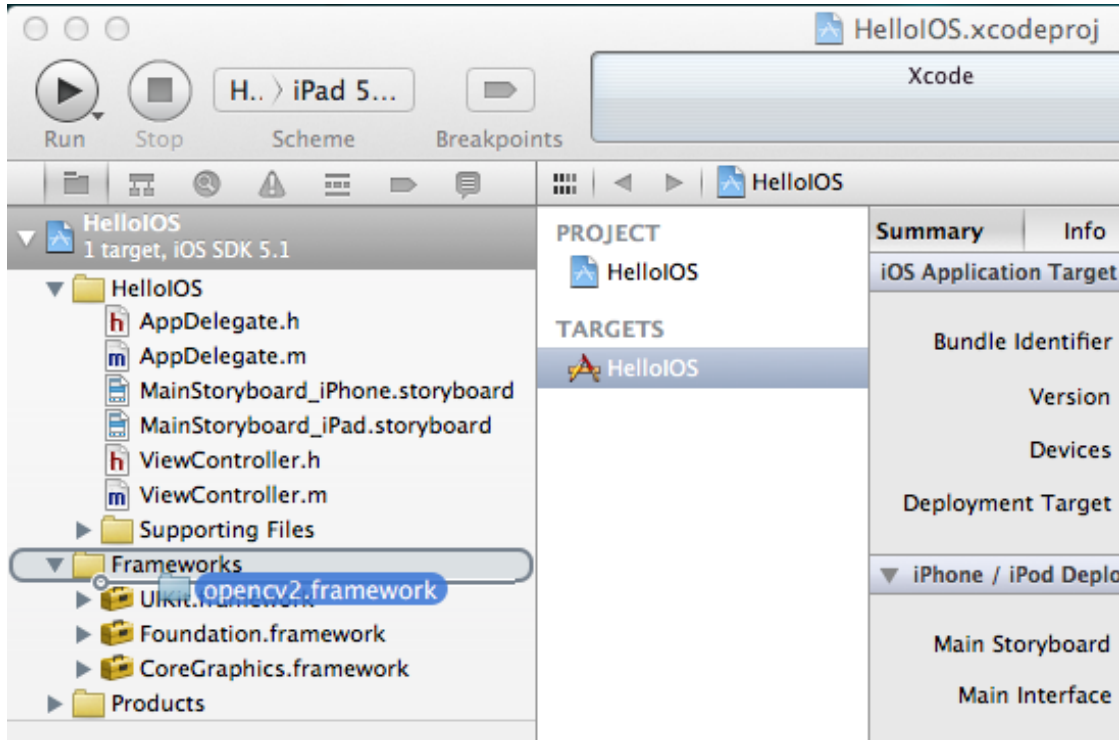 HelloIOS.xcodeproj
H.. 〉 iPad 5...
Xcode
Run Stop Scheme Breakpoints
HelloIOS
HelloIOS
1 target, iOS SDK 5.1
HelloIOS
h AppDelegate.h
m AppDelegate.m
MainStoryboard_iPhone.storyboard
MainStoryboard_iPad.storyboard
h ViewController.h
m ViewController.m
Supporting Files
Frameworks
opencv2.framework
UIKit.framework
Foundation.framework
CoreGraphics.framework
Products
PROJECT
HelloIOS
TARGETS
HelloIOS
Summary Info
iOS Application Target
Bundle Identifier
Version
Devices
Deployment Target
iPhone / iPod Deplo
Main Storyboard
Main Interface